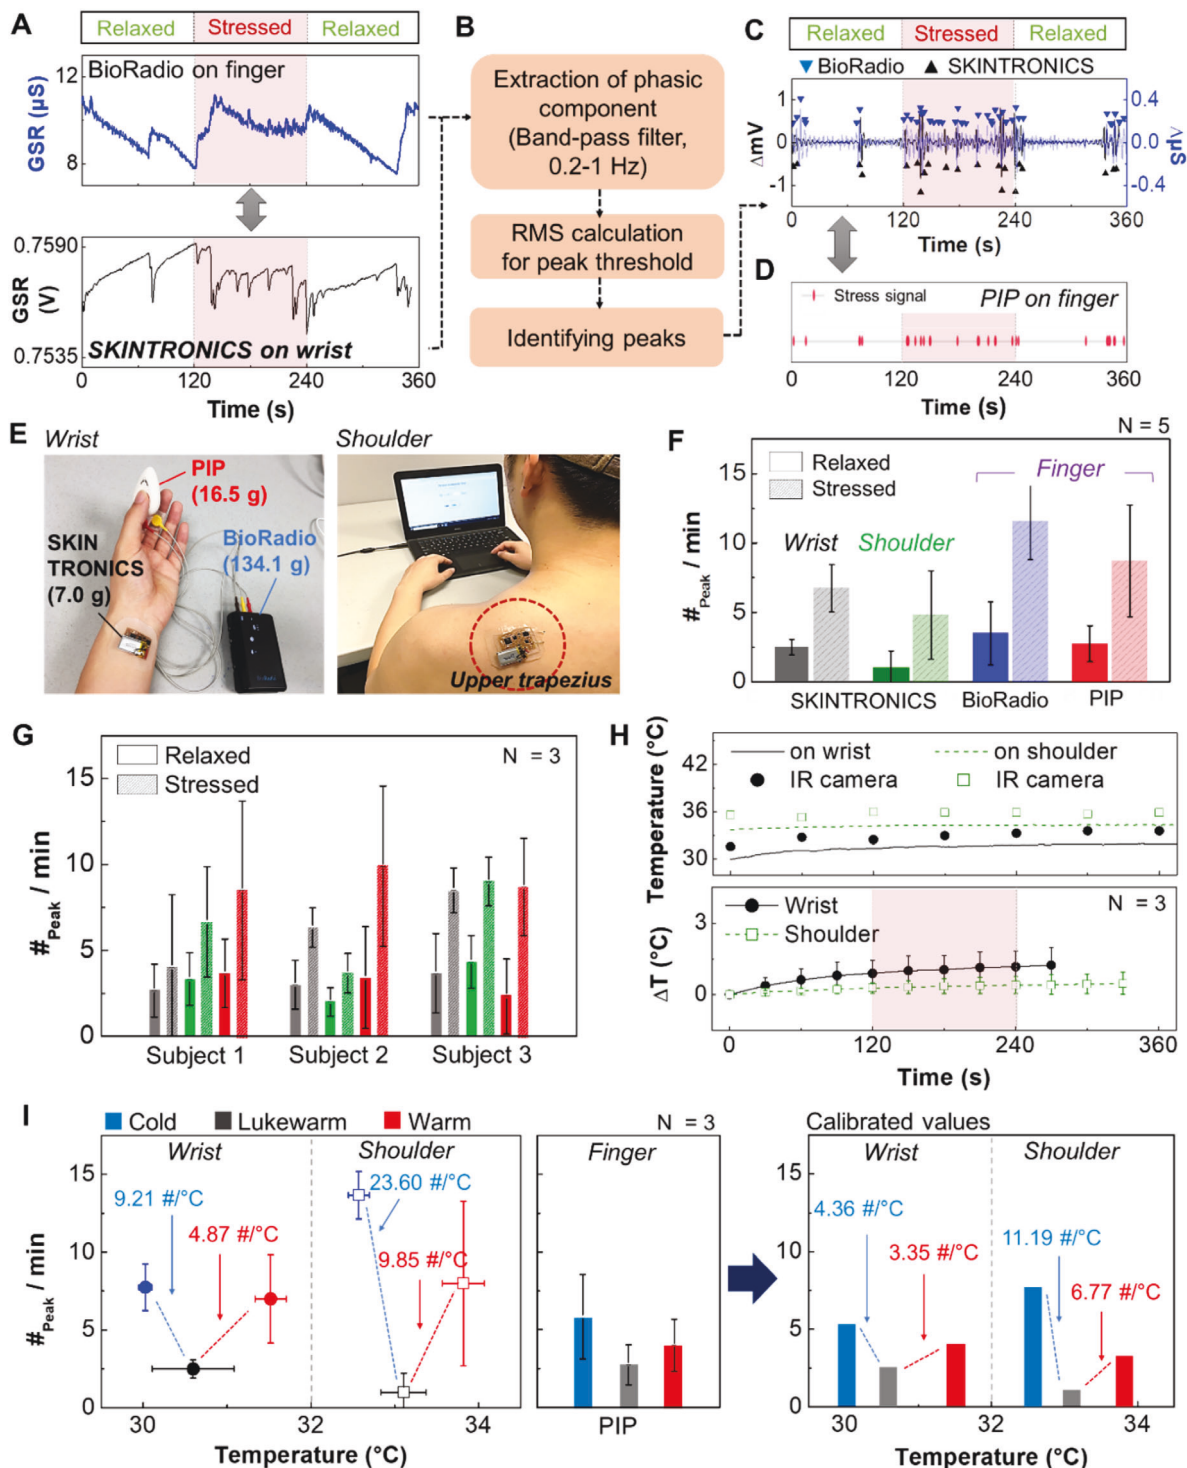 A
Relaxed Stressed Relaxed
BioRadio on finger
12
8
GSR (µS)
0.7590
0.7535
GSR
(V)
SKINTRONICS on wrist
0 120 240 360
Time (s)
B
Extraction of phasic
component
(Band-pass filter,
0.2-1 Hz)
RMS calculation
for peak threshold
Identifying peaks
C
Relaxed Stressed Relaxed
BioRadio SKINTRONICS
1
0
-1
ΔmV
0.4
0.0
-0.4
ΔµS
0 120 240 360
Time (s)
D
Stress signal PIP on finger
0 120 240 360
Time (s)
E
Wrist
PIP
(16.5 g)
SKIN
TRONICS
(7.0 g)
BioRadio
(134.1 g)
Shoulder
Upper trapezius
F
N = 5
Relaxed
Stressed
Finger
Wrist Shoulder
15
10
5
0
#Peak / min
SKINTRONICS BioRadio PIP
G
Relaxed
Stressed
N = 3
15
10
5
0
#Peak / min
Subject 1 Subject 2 Subject 3
H
on wrist on shoulder
IR camera IR camera
42
36
30
Temperature (°C)
Wrist
Shoulder
N = 3
3
0
ΔT (°C)
0 120 240 360
Time (s)
I
Cold Lukewarm Warm
Wrist Shoulder
9.21 #/°C
4.87 #/°C
23.60 #/°C
9.85 #/°C
15
10
5
0
#Peak / min
30 32 34
Temperature (°C)
N = 3
Finger
PIP
Calibrated values
Wrist Shoulder
4.36 #/°C
3.35 #/°C
11.19 #/°C
6.77 #/°C
15
10
5
0
30 32 34
Temperature (°C)